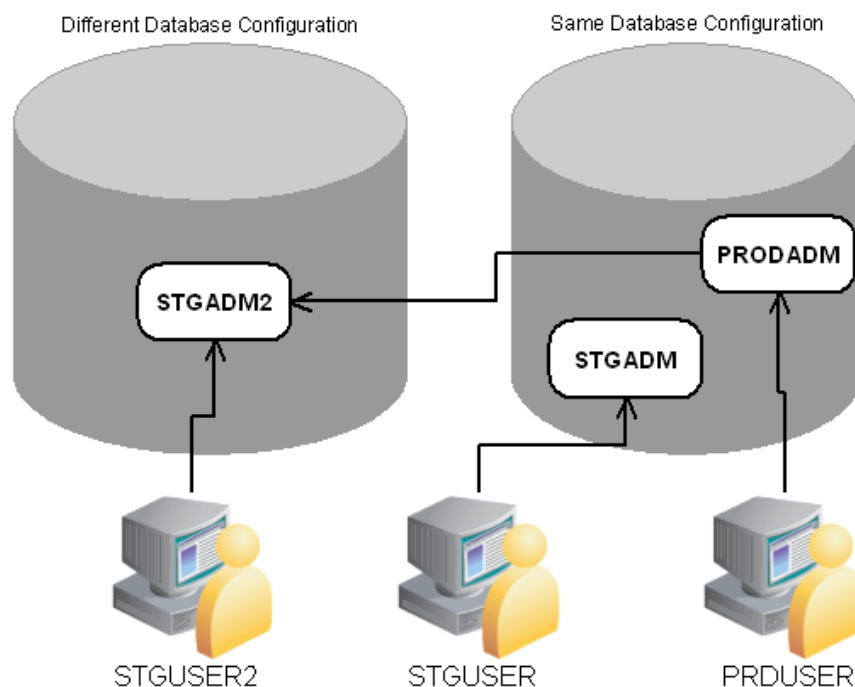 Different Database Configuration
Same Database Configuration
PRODADM
STGADM2
STGADM
STGUSER2
STGUSER
PRDUSER